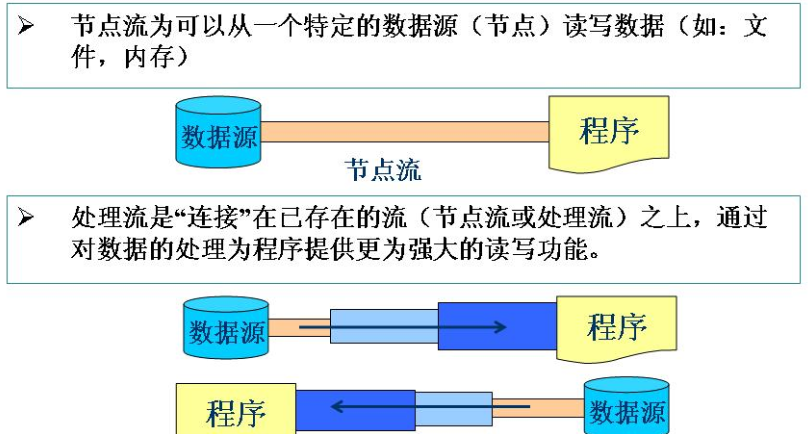 ➢ 节点流为可以从一个特定的数据源（节点）读写数据（如：文
件，内存）
数据源
程序
节点流
➢ 处理流是“连接”在已存在的流（节点流或处理流）之上，通过
对数据的处理为程序提供更为强大的读写功能。
数据源
程序
程序
数据源